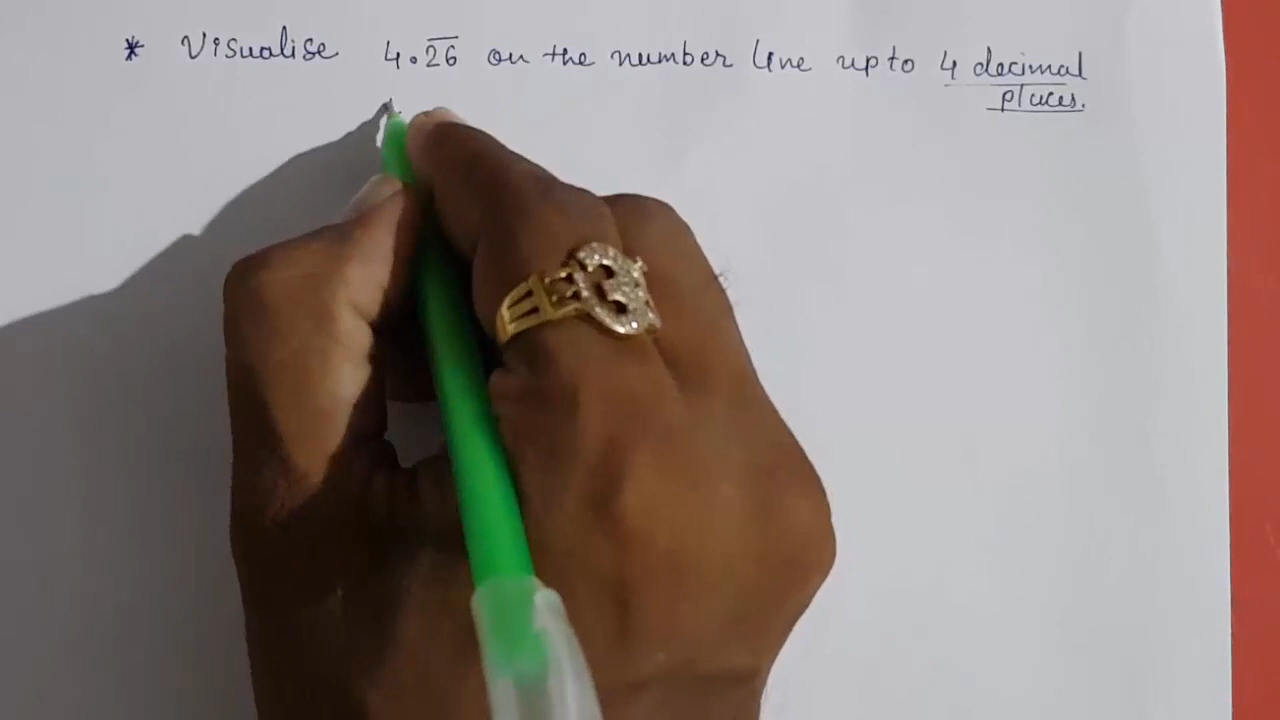 * Visualise 4.2̅6̅ on the number line upto 4 decimal
places.